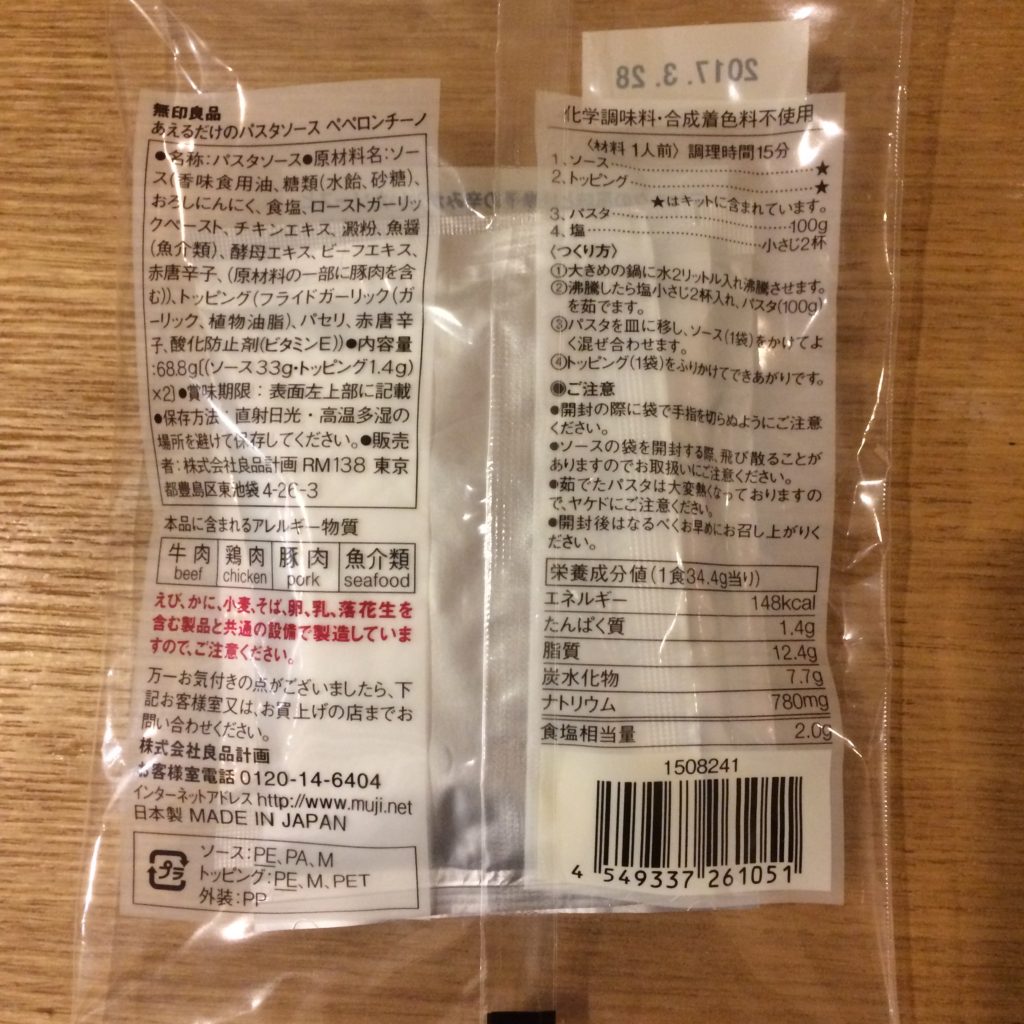 2017. 3. 28
無印良品
あえるだけのパスタソース ペペロンチーノ
●名称:パスタソース●原材料名:ソー
ス(香味食用油、糖類(水飴、砂糖)、
おろしにんにく、食塩、ローストガーリッ
クペースト、チキンエキス、澱粉、魚醤
(魚介類)、酵母エキス、ビーフエキス、
赤唐辛子、(原材料の一部に豚肉を含
む))、トッピング(フライドガーリック(ガ
ーリック、植物油脂)、パセリ、赤唐辛
子、酸化防止剤(ビタミンE))●内容量
:68.8g[(ソース33g・トッピング1.4g)
×2]●賞味期限:表面左上部に記載
●保存方法:直射日光・高温多湿の
場所を避けて保存してください。●販売
者:株式会社良品計画 RM138 東京
都豊島区東池袋4-26-3
本品に含まれるアレルギー物質
牛肉 鶏肉 豚肉 魚介類
beef chicken pork seafood
えび、かに、小麦、そば、卵、乳、落花生を
含む製品と共通の設備で製造していま
すので、ご注意ください。
万一お気付きの点がございましたら、下
記お客様室又は、お買上げの店までお
問い合わせください。
株式会社良品計画
お客様室電話 0120-14-6404
インターネットアドレス http://www.muji.net
日本製 MADE IN JAPAN
プラ
ソース:PE、PA、M
トッピング:PE、M、PET
外装:PP
化学調味料・合成着色料不使用
〈材料 1人前〉調理時間15分
1、ソース……………………★
2、トッピング…………………★
★はキットに含まれています。
3、パスタ……………………100g
4、塩……………………小さじ2杯
〈つくり方〉
①大きめの鍋に水2リットル入れ沸騰させます。
②沸騰したら塩小さじ2杯入れ、パスタ(100g)
を茹でます。
③パスタを皿に移し、ソース(1袋)をかけてよ
く混ぜ合わせます。
④トッピング(1袋)をふりかけてできあがりです。
ご注意
●開封の際に袋で手指を切らぬようにご注意
ください。
●ソースの袋を開封する際、飛び散ることが
ありますのでお取扱いにご注意ください。
●茹でたパスタは大変熱くなっておりますの
で、ヤケドにご注意ください。
●開封後はなるべくお早めにお召し上がりく
ださい。
栄養成分値(1食34.4g当り)
エネルギー 148kcal
たんぱく質 1.4g
脂質 12.4g
炭水化物 7.7g
ナトリウム 780mg
食塩相当量 2.0g
1508241
4 549337 261051